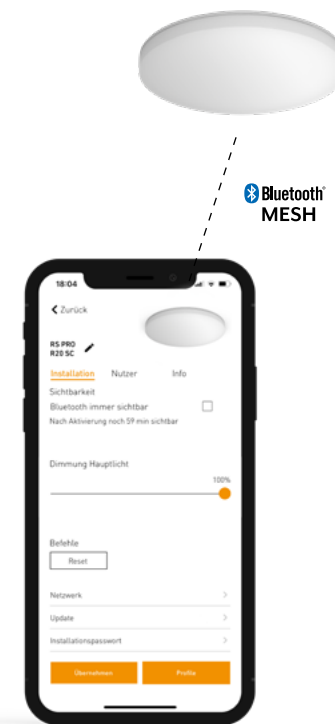 Bluetooth®
MESH
18:04
Zurück
RS PRO
R20 SC
Installation Nutzer Info
Sichtbarkeit
Bluetooth immer sichtbar
Nach Aktivierung noch 59 min sichtbar
Dimmung Hauptlicht
100%
Befehle
Reset
Netzwerk
Update
Installationspasswort
Übernehmen Profile